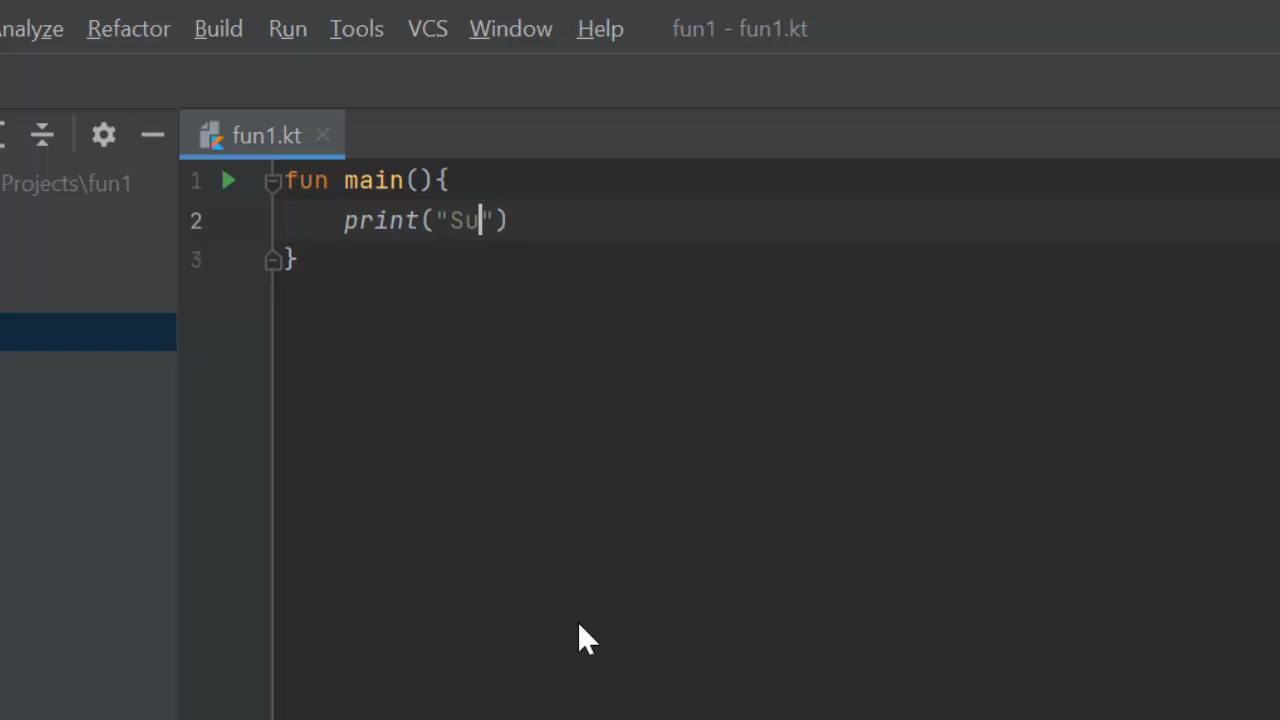 nalyze Refactor Build Run Tools VCS Window Help fun1 - fun1.kt
fun1.kt
Projects\fun1
1 fun main(){
2 print("Su")
3 }